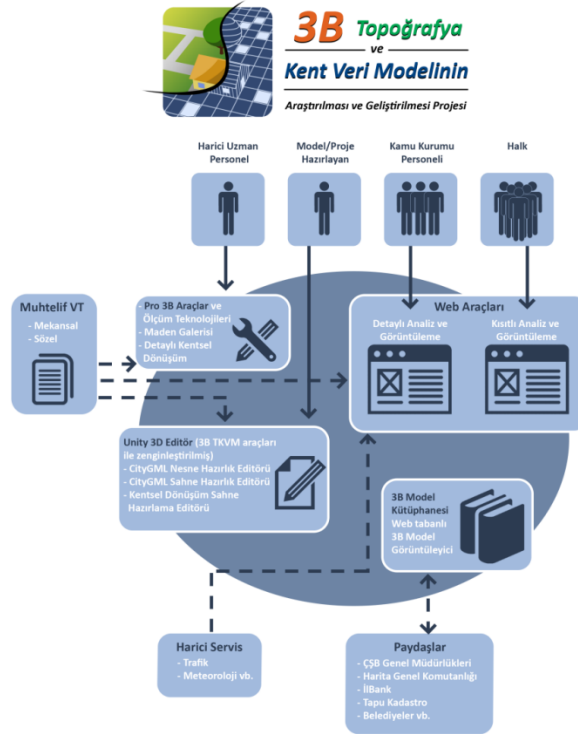 3B Topoğrafya
ve
Kent Veri Modelinin
Araştırılması ve Geliştirilmesi Projesi
Harici Uzman
Personel
Model/Proje
Hazırlayan
Kamu Kurumu
Personeli
Halk
Muhtelif VT
- Mekansal
- Sözel
- Pro 3B Araçlar ve
Ölçüm Teknolojileri
- Maden Galerisi
- Detaylı Kentsel
Dönüşüm
Web Araçları
Detaylı Analiz ve
Görüntüleme
Kısıtlı Analiz ve
Görüntüleme
Unity 3D Editör (3B TKVM araçları
ile zenginleştirilmiş)
- CityGML Nesne Hazırlık Editörü
- CityGML Sahne Hazırlık Editörü
- Kentsel Dönüşüm Sahne
Hazırlama Editörü
3B Model
Kütüphanesi
Web tabanlı
3B Model
Görüntüleyici
Harici Servis
- Trafik
- Meteoroloji vb.
Paydaşlar
- ÇŞB Genel Müdürlükleri
- Harita Genel Komutanlığı
- İlBank
- Tapu Kadastro
- Belediyeler vb.